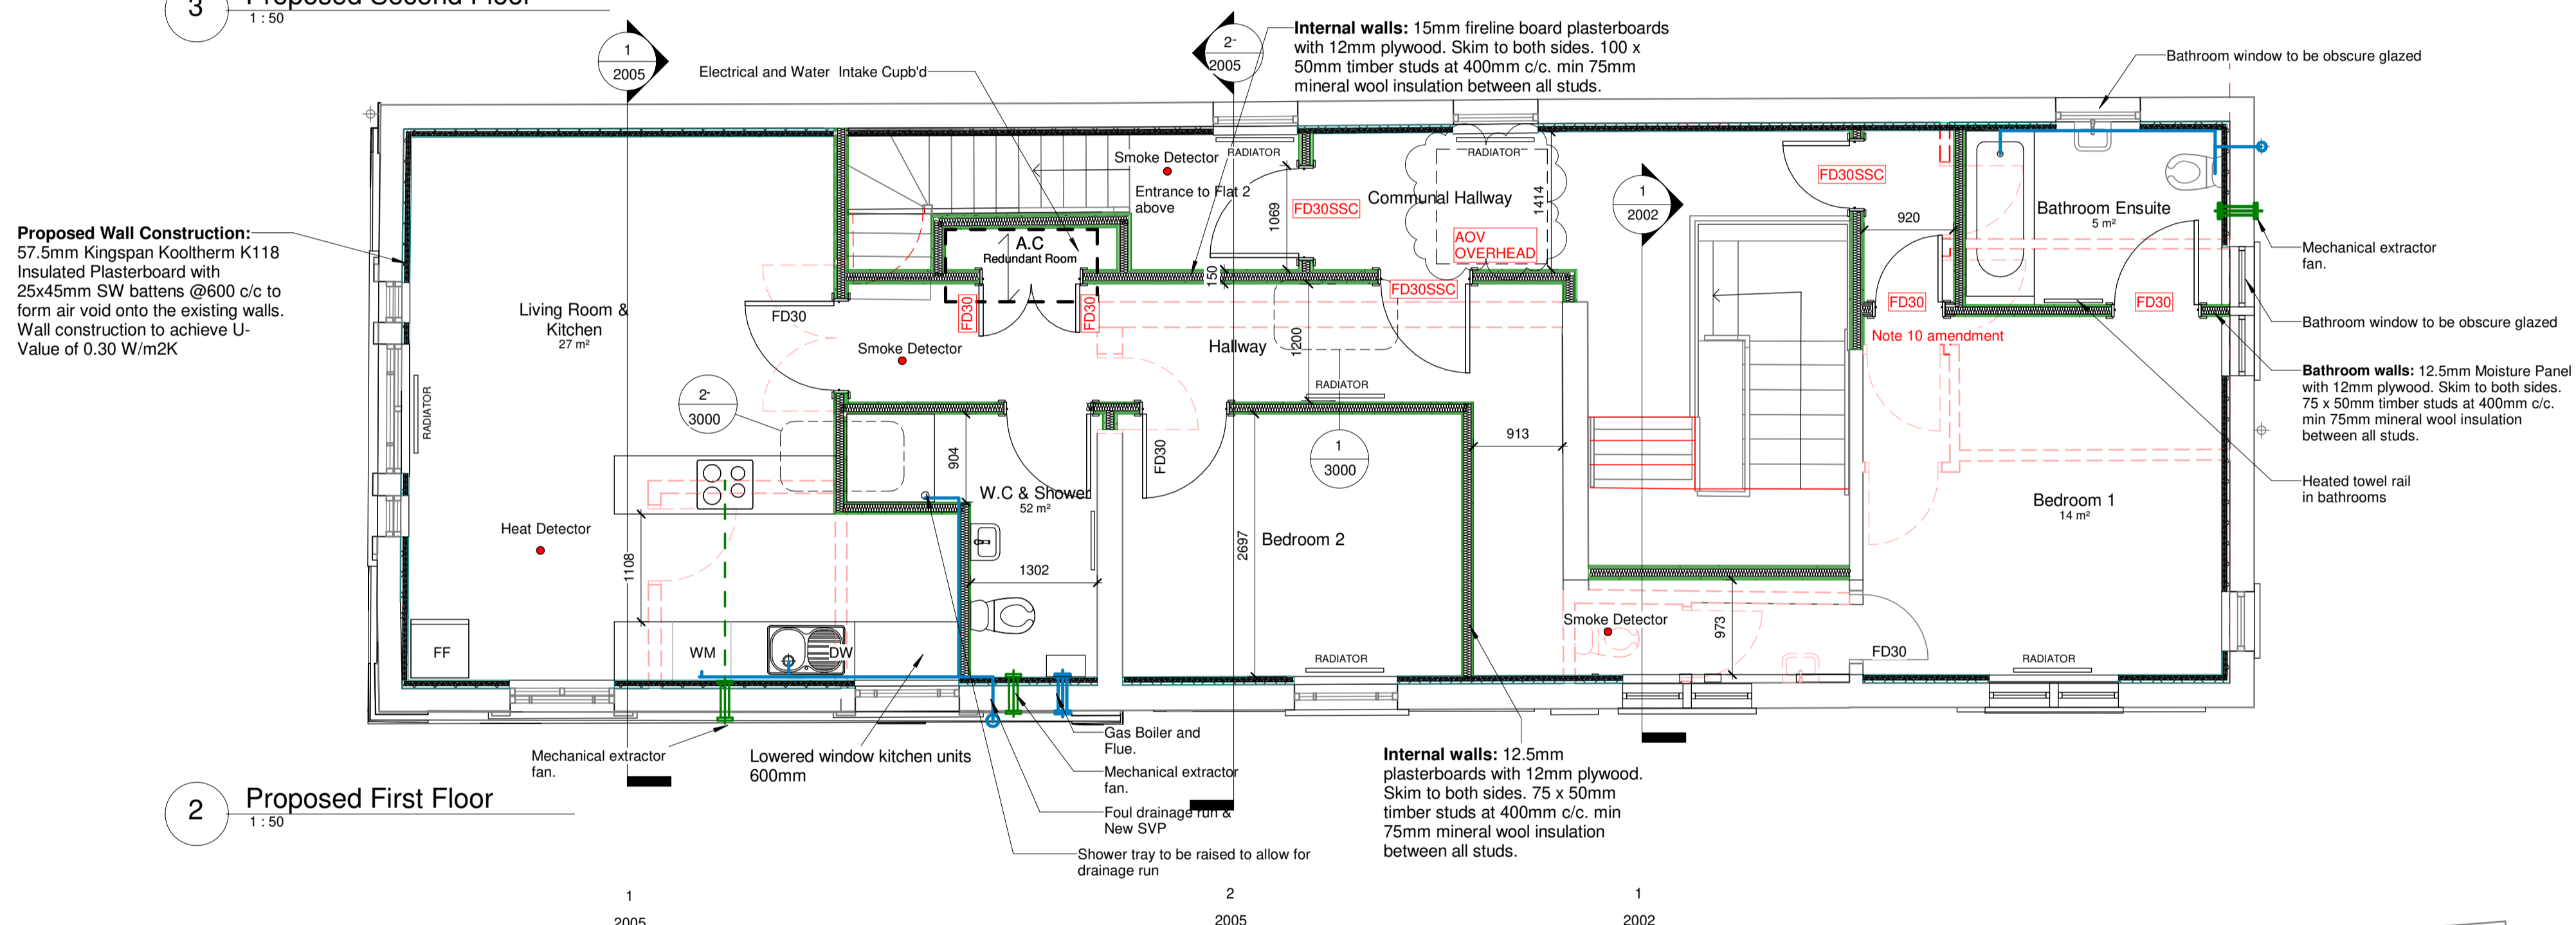 3
Proposed Second Floor
1 : 50
1
2005
2-
2005
Electrical and Water Intake Cupb'd
Internal walls: 15mm fireline board plasterboards
with 12mm plywood. Skim to both sides. 100 x
50mm timber studs at 400mm c/c. min 75mm
mineral wool insulation between all studs.
Bathroom window to be obscure glazed
Proposed Wall Construction:
57.5mm Kingspan Kooltherm K118
Insulated Plasterboard with
25x45mm SW battens @600 c/c to
form air void onto the existing walls.
Wall construction to achieve U-
Value of 0.30 W/m2K
Smoke Detector
RADIATOR
Entrance to Flat 2
above
1069
FD30SSC
RADIATOR
Communal Hallway
1414
AOV
OVERHEAD
1
2002
FD30SSC
920
Bathroom Ensuite
5 m²
Mechanical extractor
fan.
A.C
Redundant Room
150
FD30SSC
FD30
FD30
Bathroom window to be obscure glazed
Living Room &
Kitchen
27 m²
FD30
FD30
FD30
Smoke Detector
Hallway
1200
Note 10 amendment
RADIATOR
RADIATOR
2-
3000
Bathroom walls: 12.5mm Moisture Panel
with 12mm plywood. Skim to both sides.
75 x 50mm timber studs at 400mm c/c.
min 75mm mineral wool insulation
between all studs.
904
FD30
1
3000
913
Heated towel rail
in bathrooms
W.C & Shower
52 m²
Bedroom 1
14 m²
Heat Detector
1108
2697
Bedroom 2
1302
Smoke Detector
973
FD30
FF
WM
DW
RADIATOR
RADIATOR
Mechanical extractor
fan.
Lowered window kitchen units
600mm
Gas Boiler and
Flue.
Mechanical extractor
fan.
Foul drainage run &
New SVP
Shower tray to be raised to allow for
drainage run
Internal walls: 12.5mm
plasterboards with 12mm plywood.
Skim to both sides. 75 x 50mm
timber studs at 400mm c/c. min
75mm mineral wool insulation
between all studs.
2
Proposed First Floor
1 : 50
1
2005
2
2005
1
2002